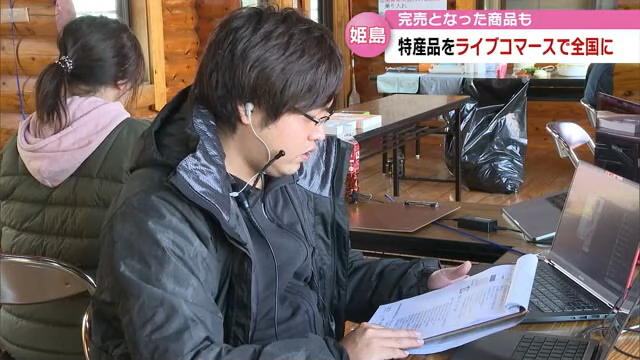 完売となった商品も
姫島
特産品をライブコマースで全国に